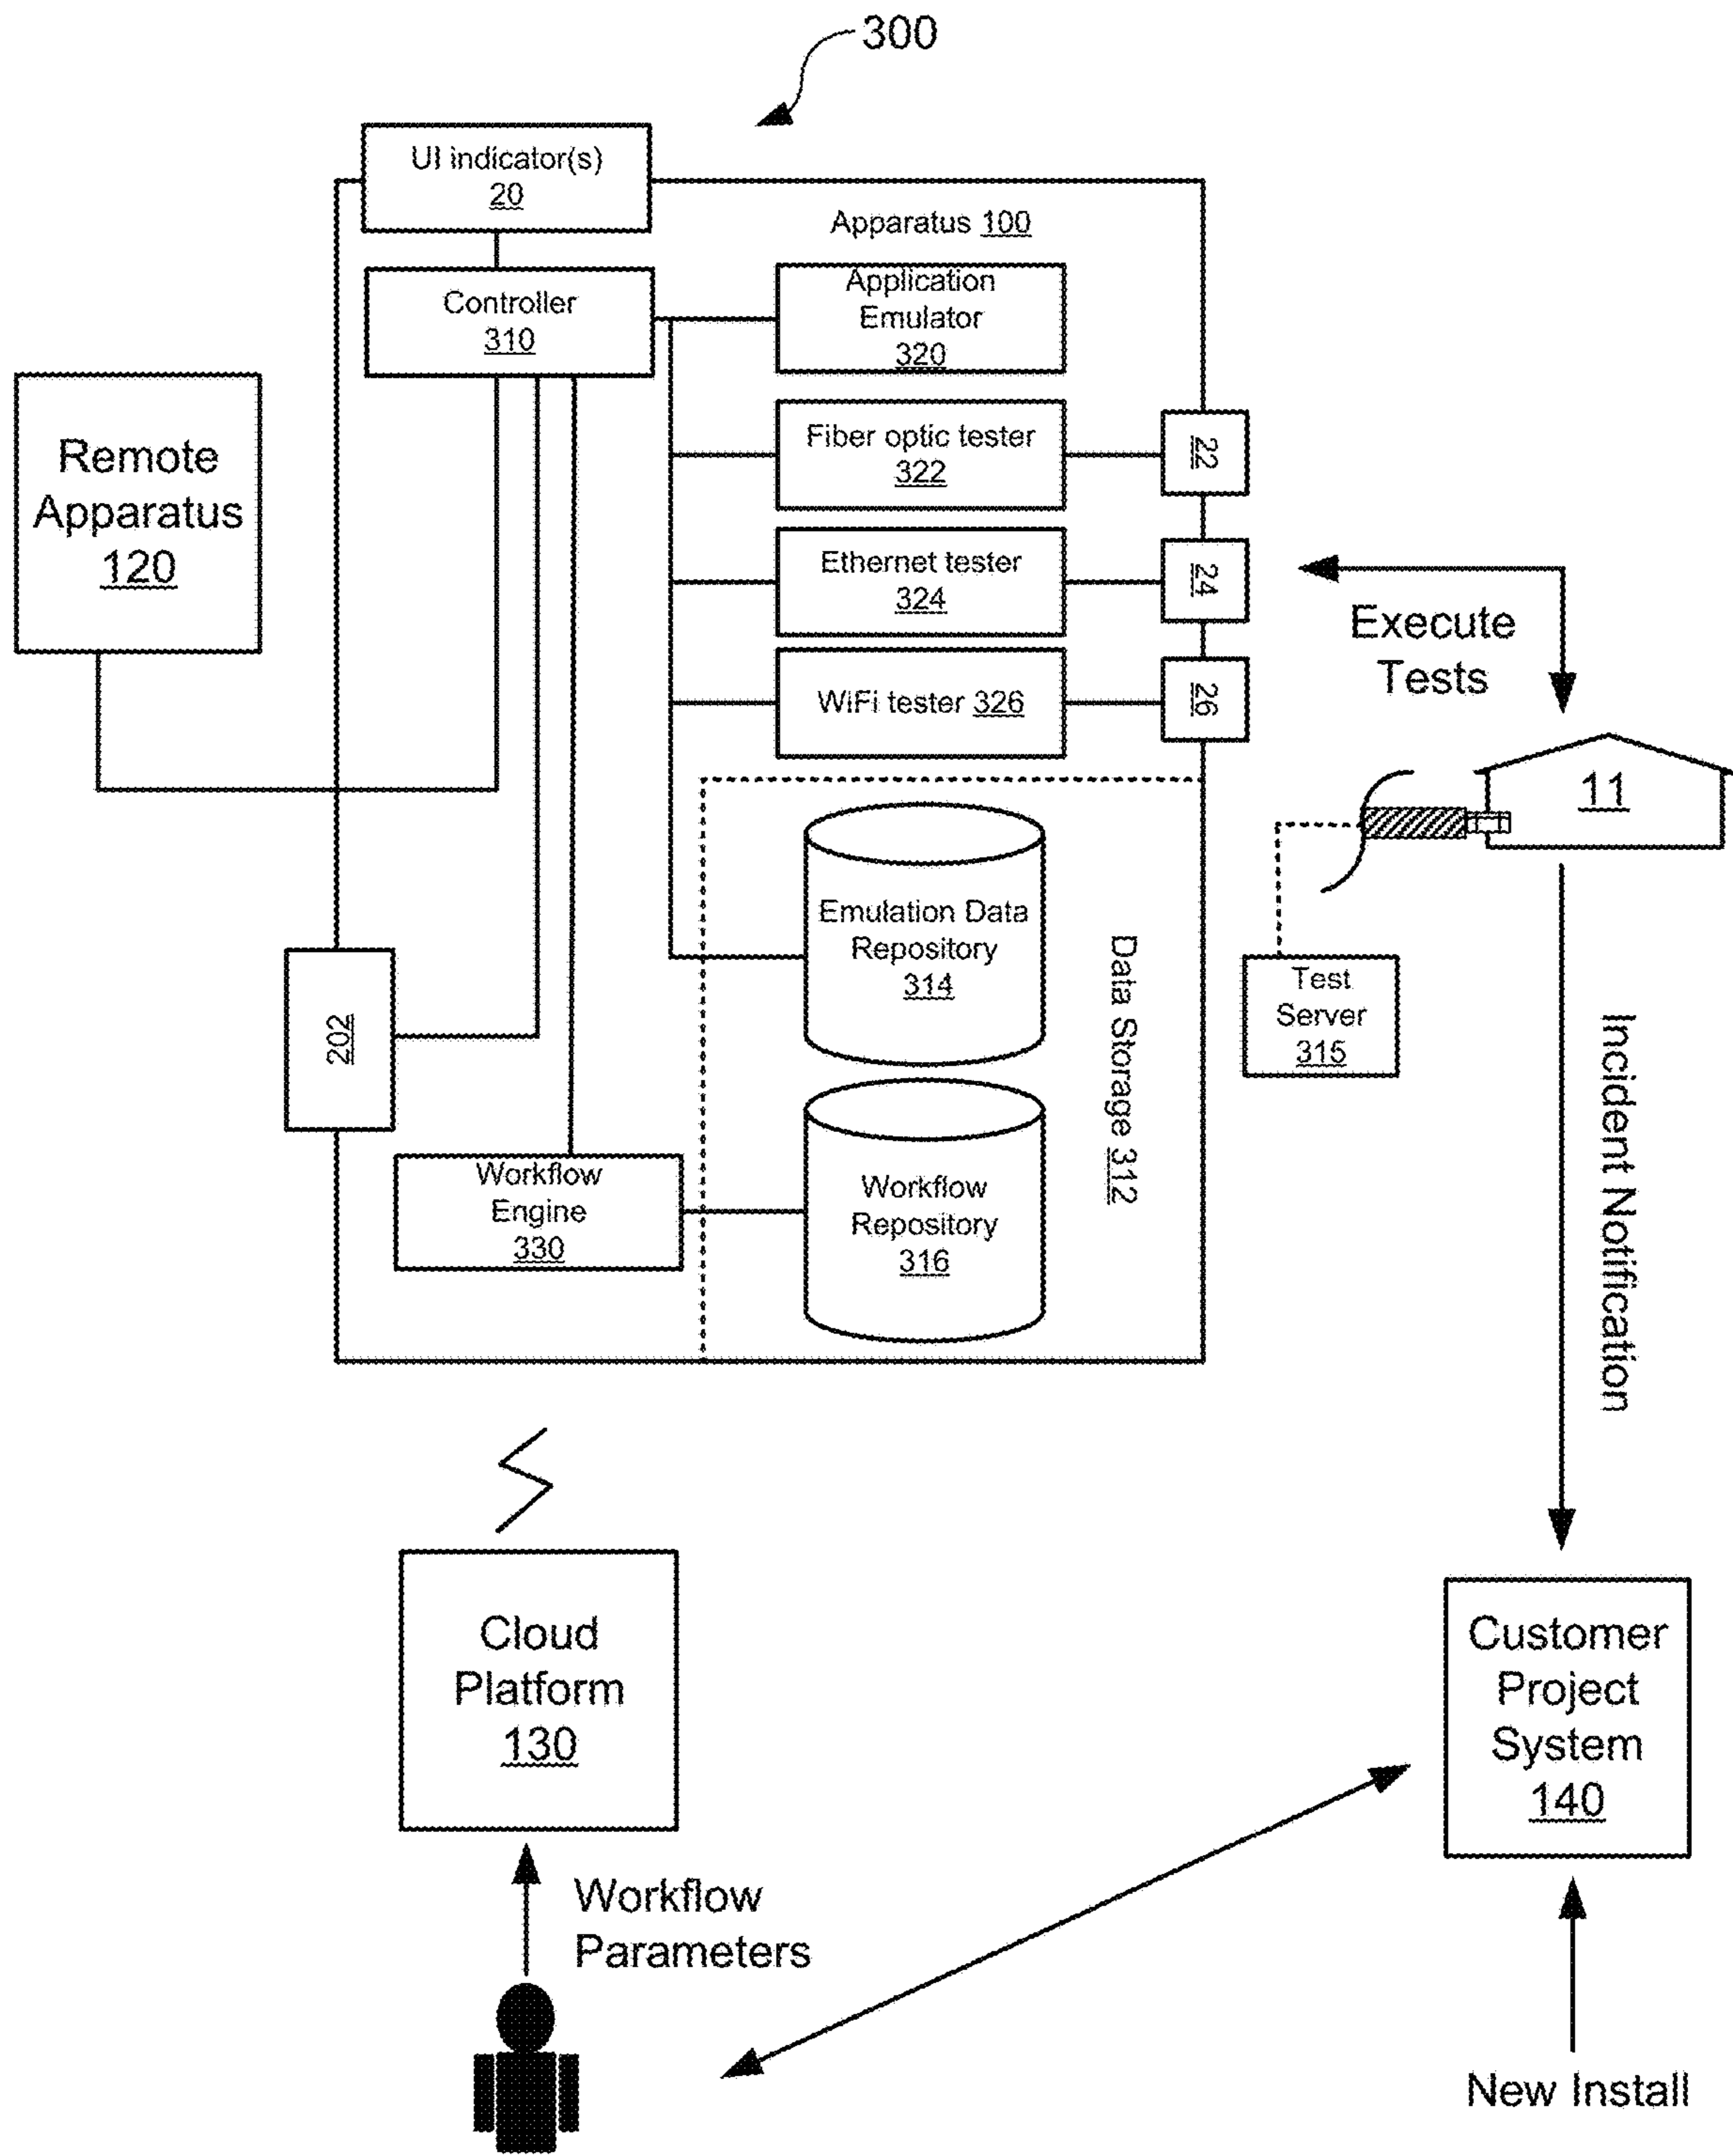 300
UI indicator(s)
20
Apparatus 100
Controller
310
Application
Emulator
320
Remote
Apparatus
120
Fiber optic tester
322
22
Ethernet tester
324
24
Execute
Tests
WiFi tester 326
26
11
Emulation Data
Repository
314
Data Storage 312
Test
Server
315
202
Incident Notification
Workflow
Engine
330
Workflow
Repository
316
Cloud
Platform
130
Customer
Project
System
140
Workflow
Parameters
New Install